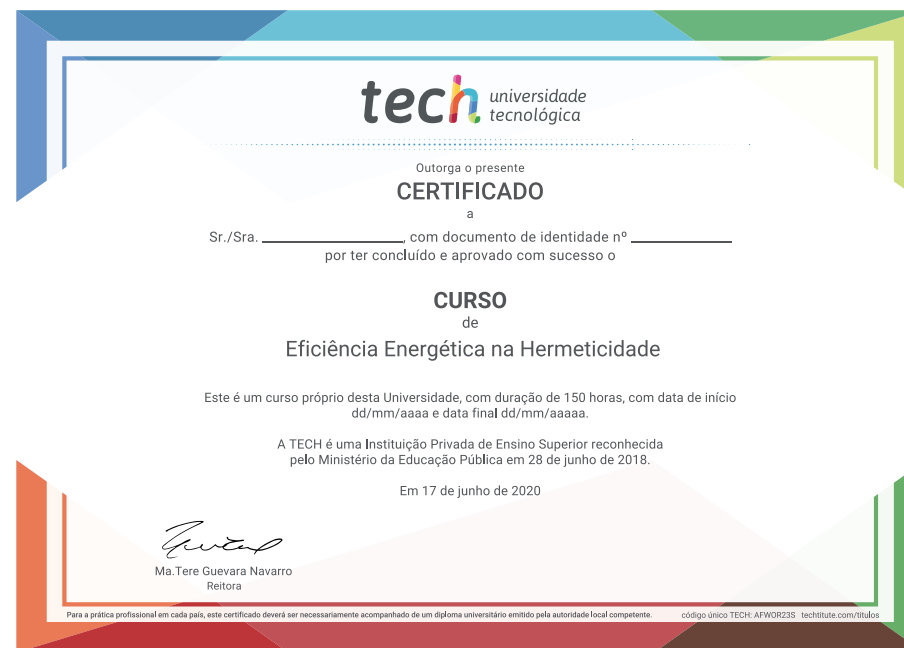 tech universidade
tecnológica
Outorga o presente
CERTIFICADO
a
Sr./Sra. ____________________, com documento de identidade nº ______________
por ter concluído e aprovado com sucesso o
CURSO
de
Eficiência Energética na Hermeticidade
Este é um curso próprio desta Universidade, com duração de 150 horas, com data de início
dd/mm/aaaa e data final dd/mm/aaaaa.
A TECH é uma Instituição Privada de Ensino Superior reconhecida
pelo Ministério da Educação Pública em 28 de junho de 2018.
Em 17 de junho de 2020
Ma.Tere Guevara Navarro
Reitora
Para a prática profissional em cada país, este certificado deverá ser necessariamente acompanhado de um diploma universitário emitido pela autoridade local competente. código único TECH: AFWOR23S techtitute.com/titulos